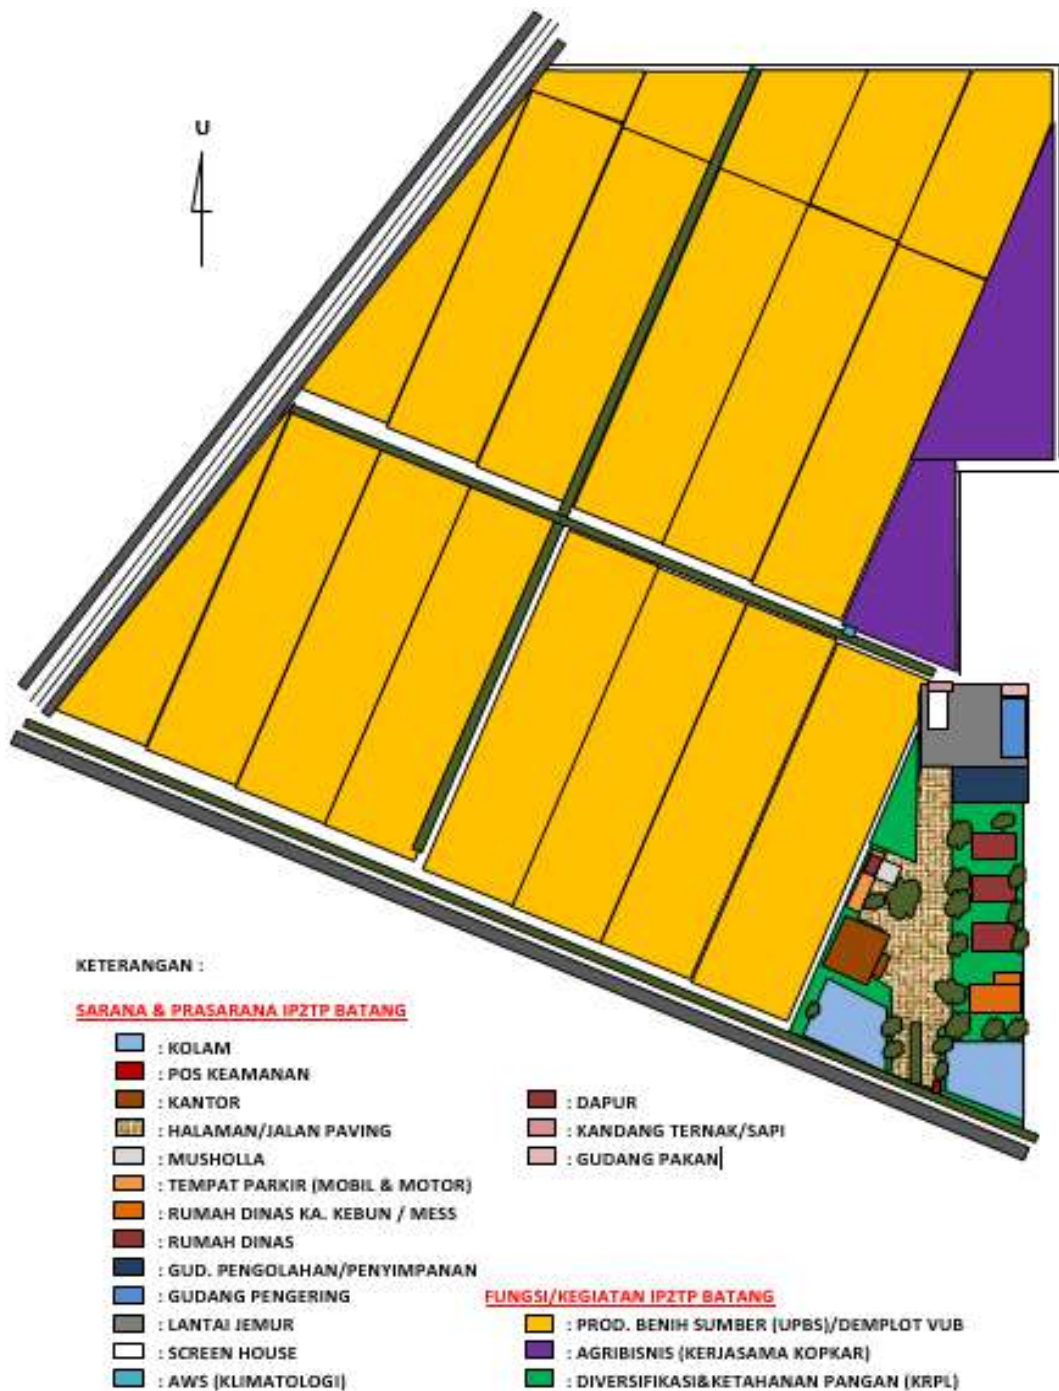 U
KETERANGAN :
SARANA & PRASARANA IP2TP BATANG
: KOLAM
: POS KEAMANAN
: KANTOR
: HALAMAN/JALAN PAVING
: MUSHOLLA
: TEMPAT PARKIR (MOBIL & MOTOR)
: RUMAH DINAS KA. KEBUN / MESS
: RUMAH DINAS
: GUD. PENGOLAHAN/PENYIMPANAN
: GUDANG PENGERING
: LANTAI JEMUR
: SCREEN HOUSE
: AWS (KLIMATOLOGI)
: DAPUR
: KANDANG TERNAK/SAPI
: GUDANG PAKAN
FUNGSI/KEGIATAN IP2TP BATANG
: PROD. BENIH SUMBER (UPBS)/DEMPLOT VUB
: AGRIBISNIS (KERJASAMA KOPKAR)
: DIVERSIFIKASI&KETAHANAN PANGAN (KRPL)